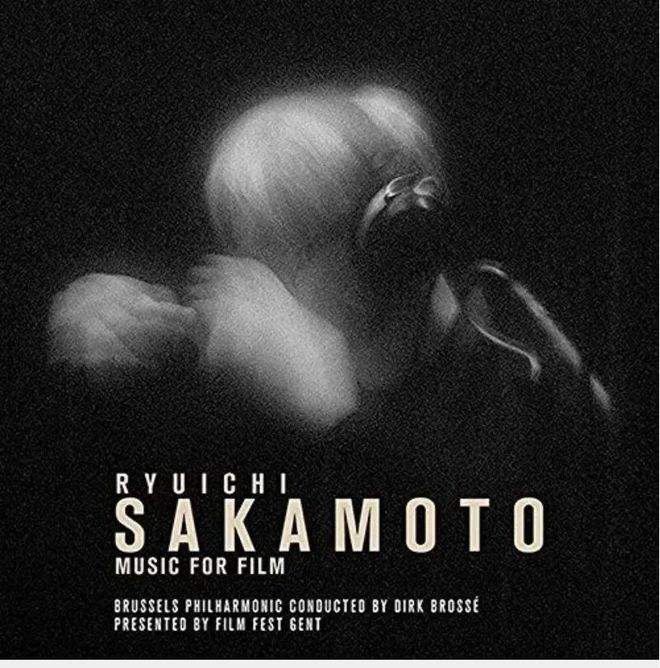 RYUICHI
SAKAMOTO
MUSIC FOR FILM
BRUSSELS PHILHARMONIC CONDUCTED BY DIRK BROSSÉ
PRESENTED BY FILM FEST GENT